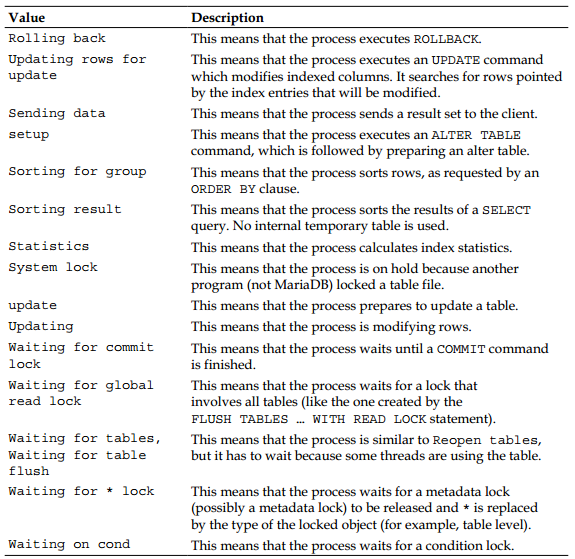 Value Description
Rolling back This means that the process executes ROLLBACK.
Updating rows for This means that the process executes an UPDATE command
update which modifies indexed columns. It searches for rows pointed
by the index entries that will be modified.
Sending data This means that the process sends a result set to the client.
setup This means that the process executes an ALTER TABLE
command, which is followed by preparing an alter table.
Sorting for group This means that the process sorts rows, as requested by an
ORDER BY clause.
Sorting result This means that the process sorts the results of a SELECT
query. No internal temporary table is used.
Statistics This means that the process calculates index statistics.
System lock This means that the process is on hold because another
program (not MariaDB) locked a table file.
update This means that the process prepares to update a table.
Updating This means that the process is modifying rows.
Waiting for commit This means that the process waits until a COMMIT command
lock is finished.
Waiting for global This means that the process waits for a lock that
read lock involves all tables (like the one created by the
FLUSH TABLES … WITH READ LOCK statement).
Waiting for tables, This means that the process is similar to Reopen tables,
Waiting for table but it has to wait because some threads are using the table.
flush
Waiting for * lock This means that the process waits for a metadata lock
(possibly a metadata lock) to be released and * is replaced
by the type of the locked object (for example, table level).
Waiting on cond This means that the process waits for a condition lock.